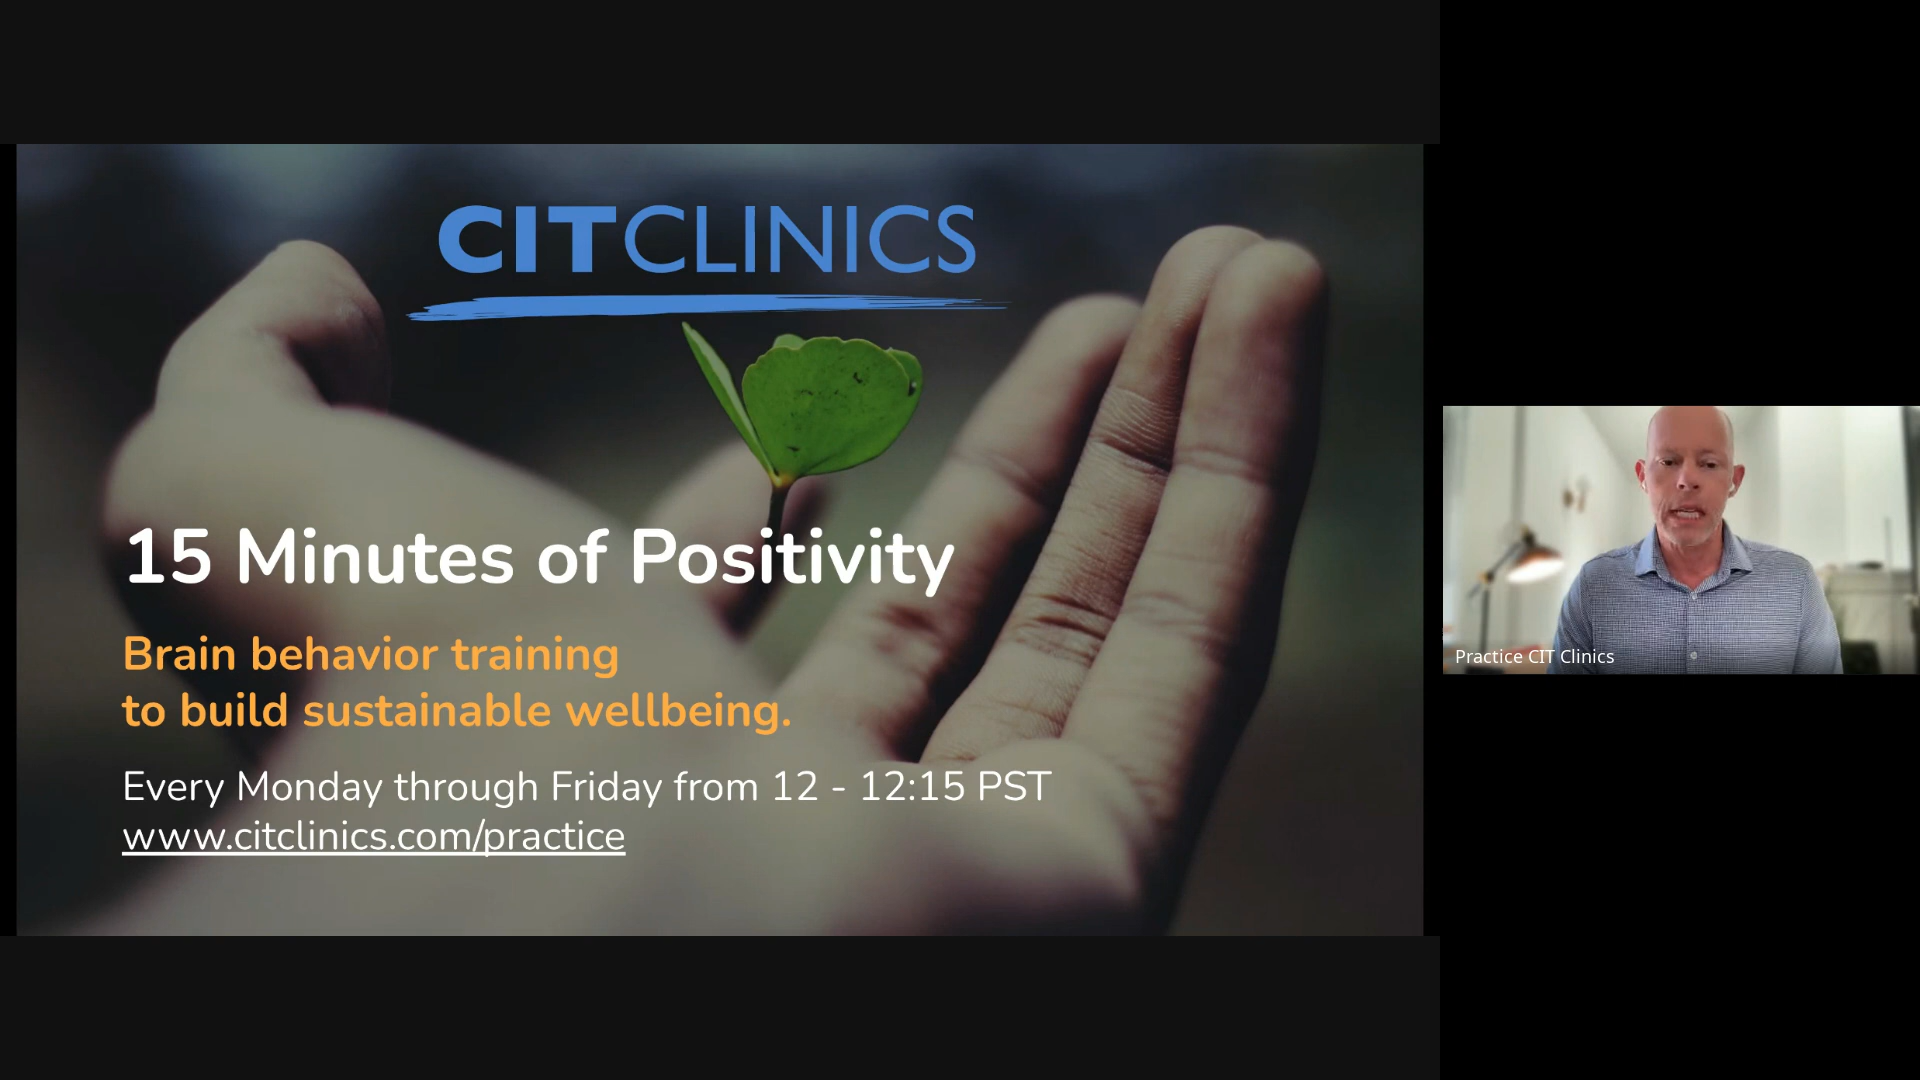 CITCLINICS
15 Minutes of Positivity
Brain behavior training
to build sustainable wellbeing.
Every Monday through Friday from 12 - 12:15 PST
www.citclinics.com/practice
Practice CIT Clinics